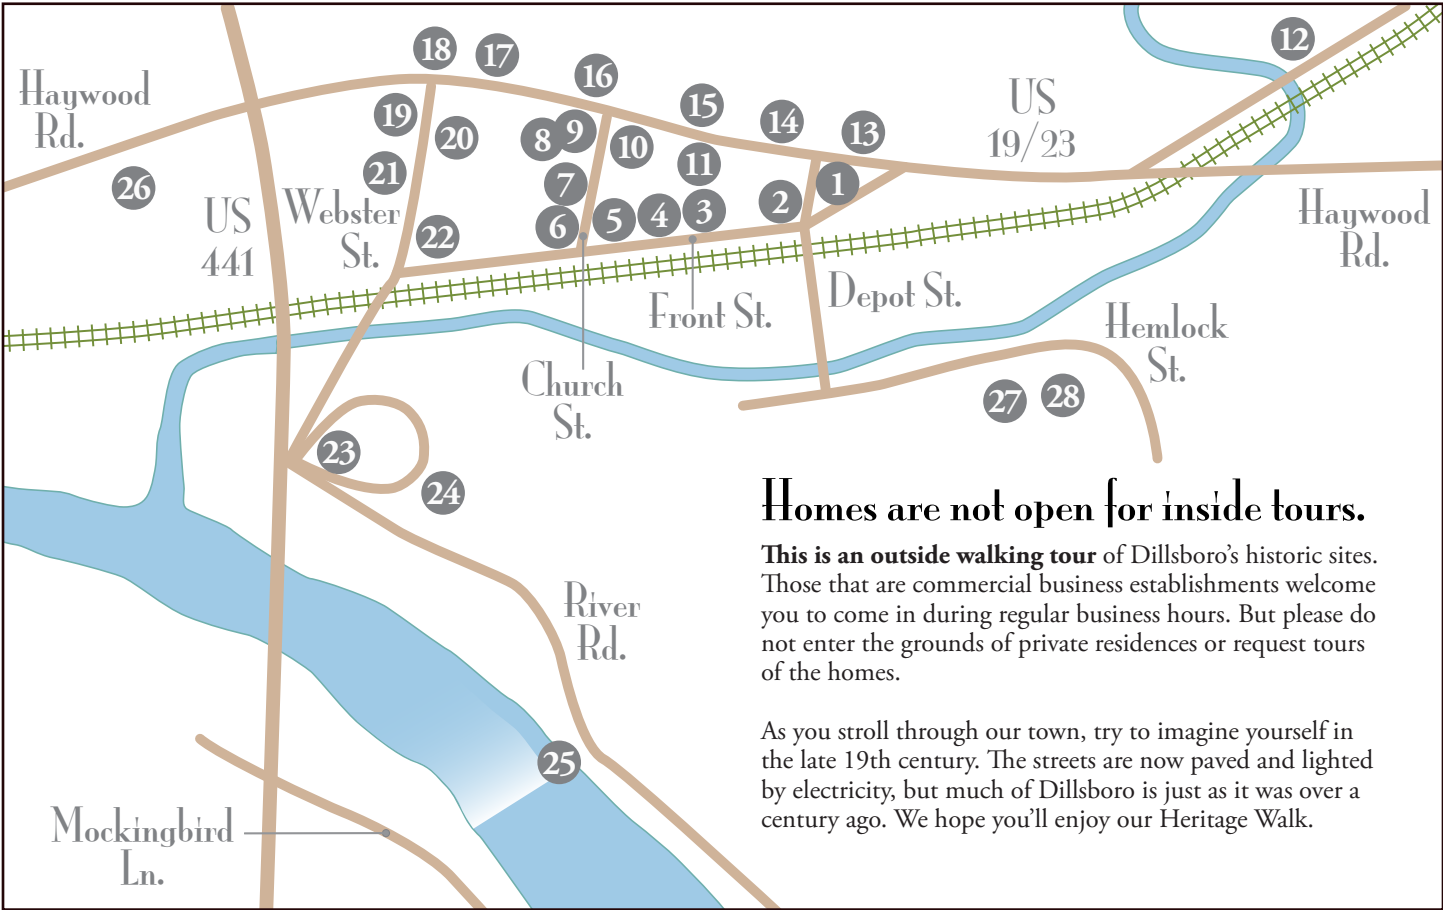 12
18
17
16
Haywood
Rd.
19
20
8
9
10
15
14
13
US
19/23
11
26
21
7
1
US
441
Webster
St.
22
6
5
4
3
2
Haywood
Rd.
Front St.
Depot St.
Hemlock
St.
Church
St.
27
28
23
24
Homes are not open for inside tours.
This is an outside walking tour of Dillsboro’s historic sites.
Those that are commercial business establishments welcome
you to come in during regular business hours. But please do
not enter the grounds of private residences or request tours
of the homes.
River
Rd.
As you stroll through our town, try to imagine yourself in
the late 19th century. The streets are now paved and lighted
by electricity, but much of Dillsboro is just as it was over a
century ago. We hope you’ll enjoy our Heritage Walk.
25
Mockingbird
Ln.